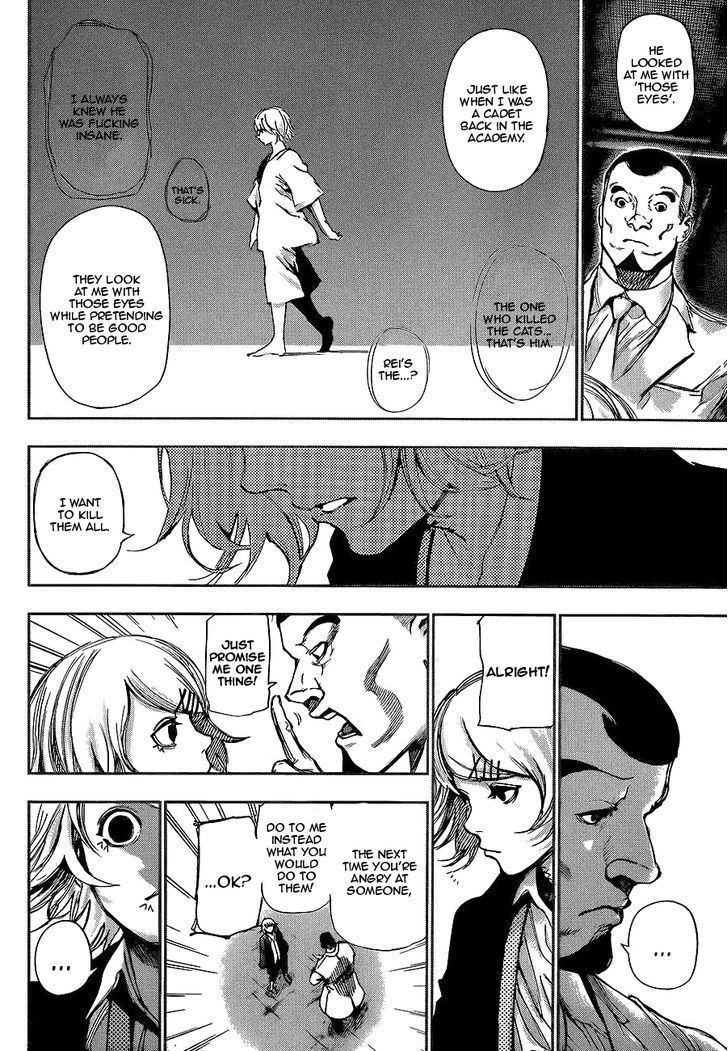 HE
LOOKED
AT ME WITH
'THOSE
EYES'.
JUST LIKE
WHEN I WAS
A CADET
BACK IN THE
ACADEMY.
THE ONE
WHO KILLED
THE CATS...
THAT'S HIM.
REI'S
THE...?
THAT'S
SICK.
I ALWAYS
KNEW HE
WAS FUCKING
INSANE.
THEY LOOK
AT ME WITH
THOSE EYES
WHILE PRETENDING
TO BE GOOD
PEOPLE.
I WANT
TO KILL
THEM ALL.
...
ALRIGHT!
XIII
JUST
PROMISE
ME ONE
THING!
XIII
THE NEXT
TIME YOU'RE
ANGRY AT
SOMEONE,
DO TO ME
INSTEAD
WHAT YOU
WOULD
DO TO
THEM!
...OK?
...